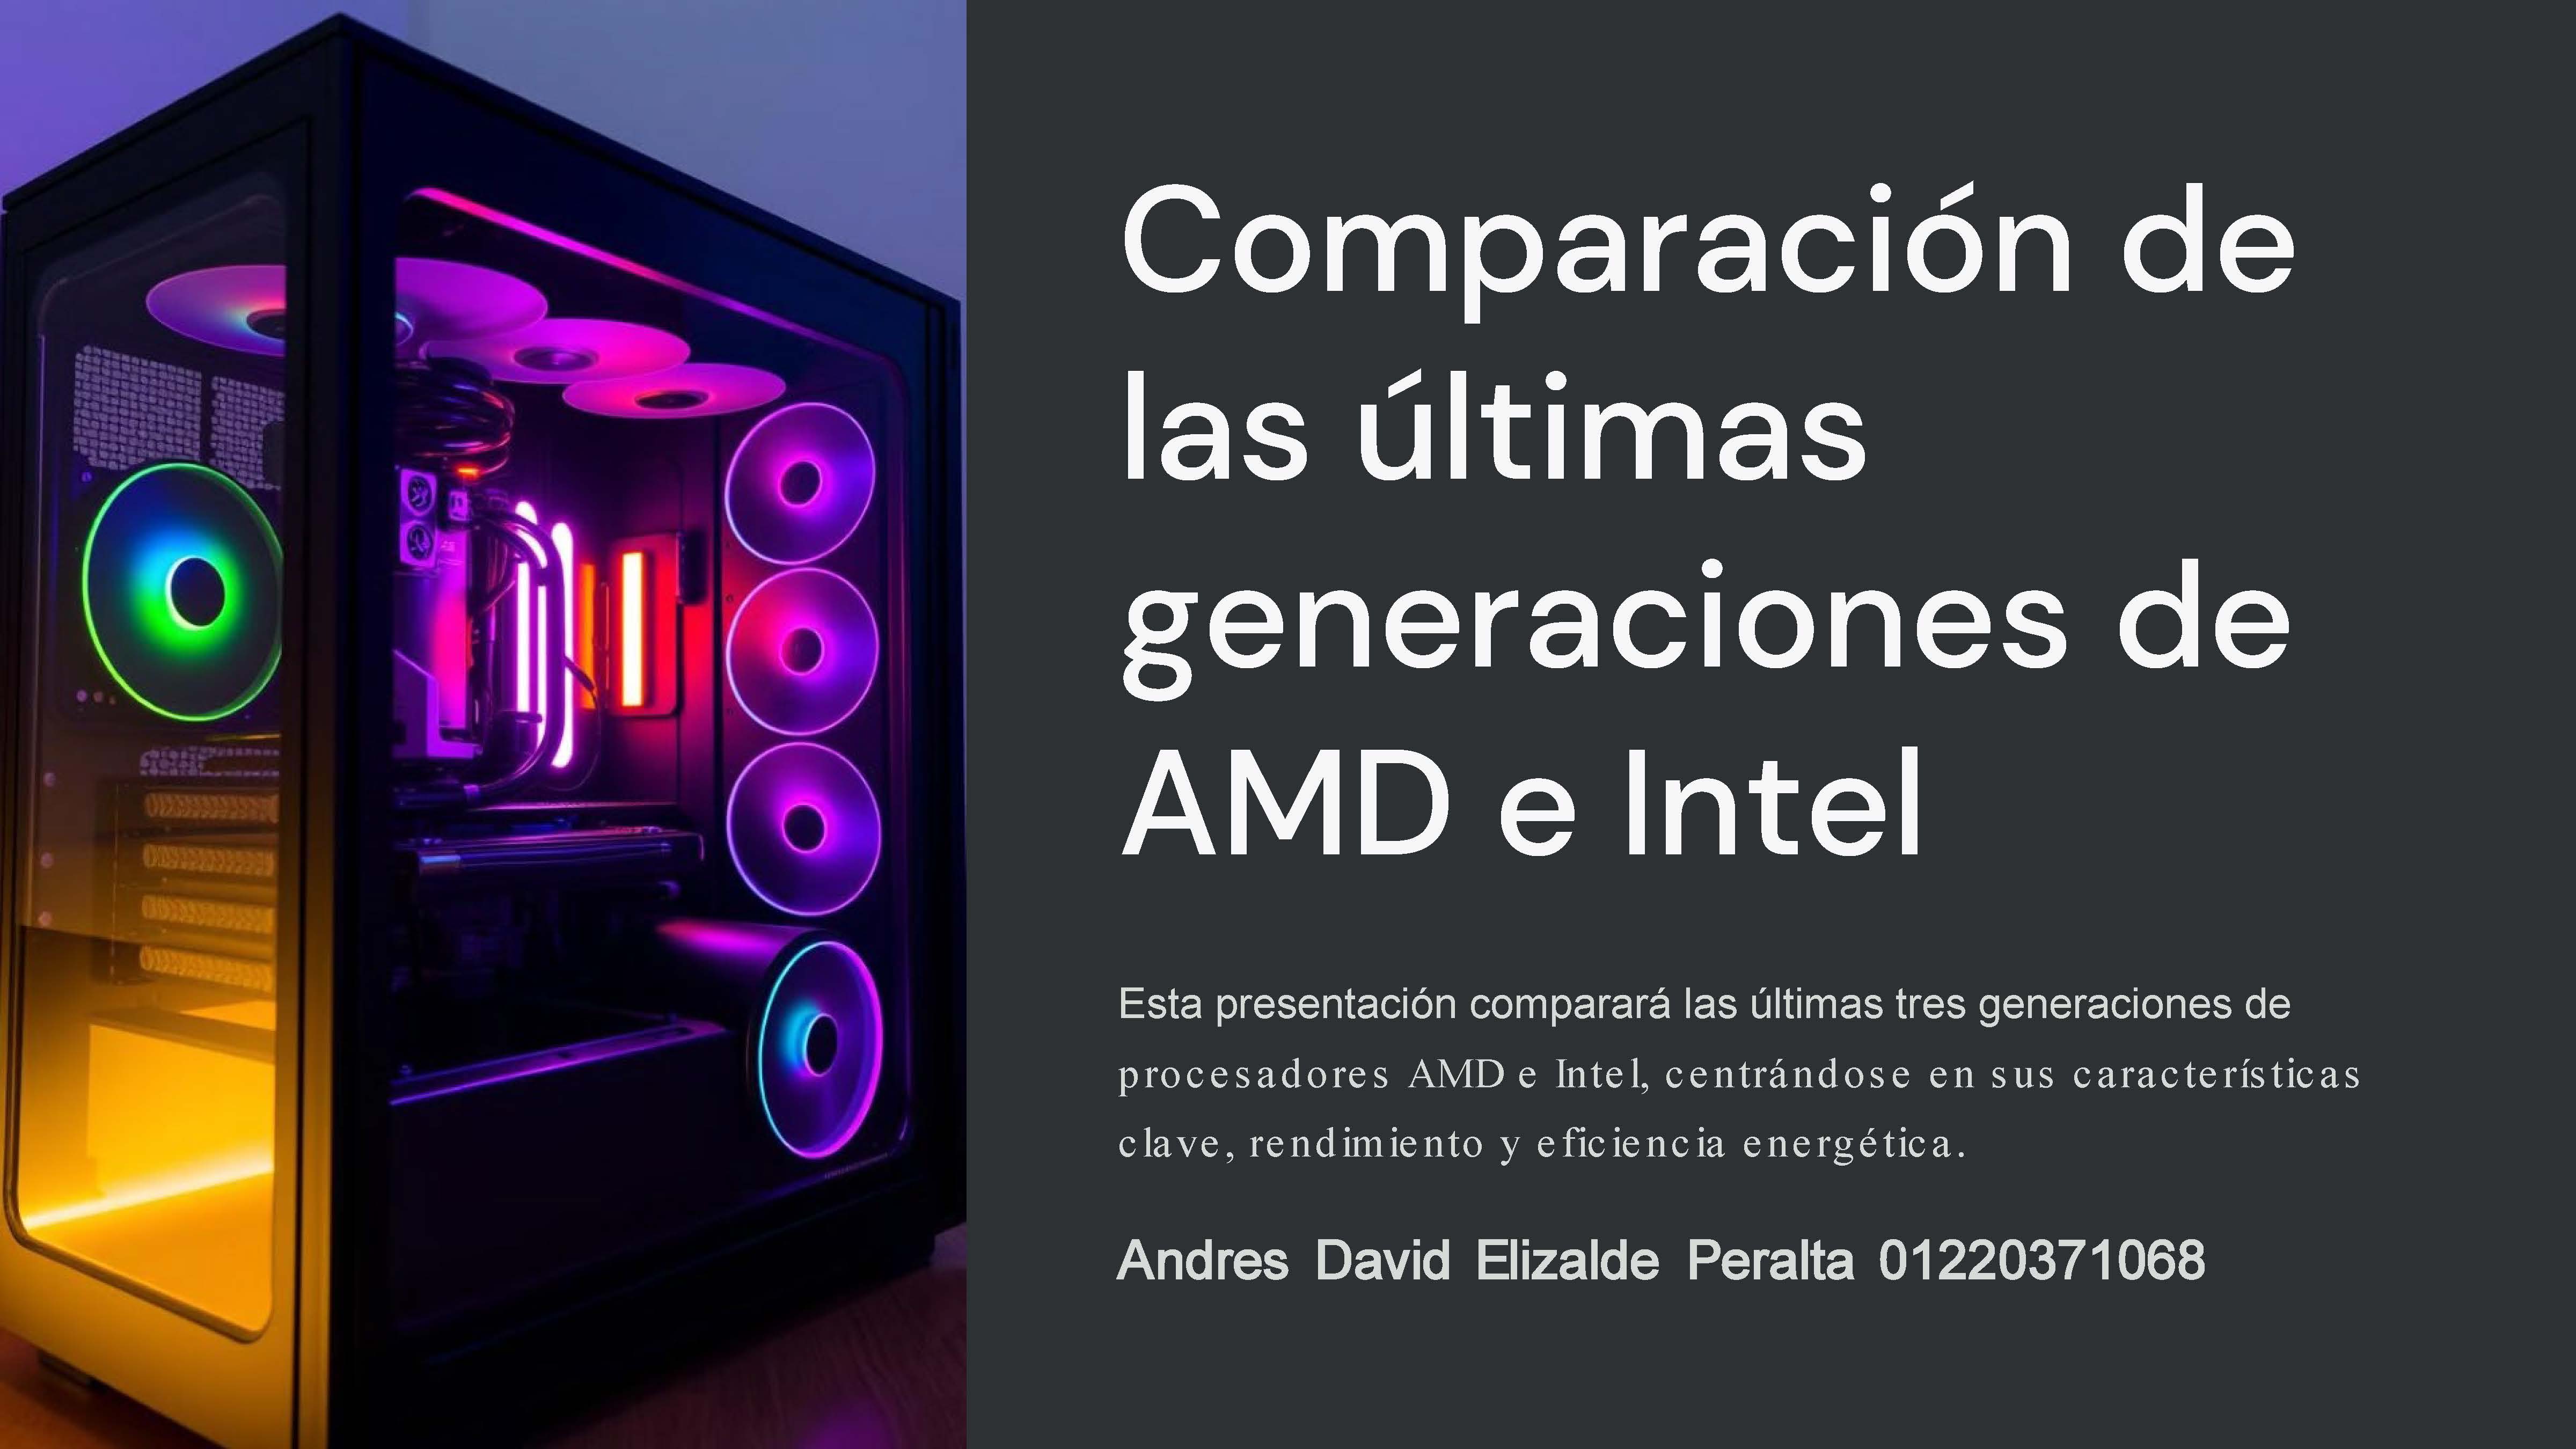 Comparación de
las últimas
generaciones de
AMD e Intel
Esta presentación comparará las últimas tres generaciones de
procesadores AMD e Intel, centrándose en sus características
clave, rendimiento y eficiencia energética.
Andres David Elizalde Peralta 01220371068